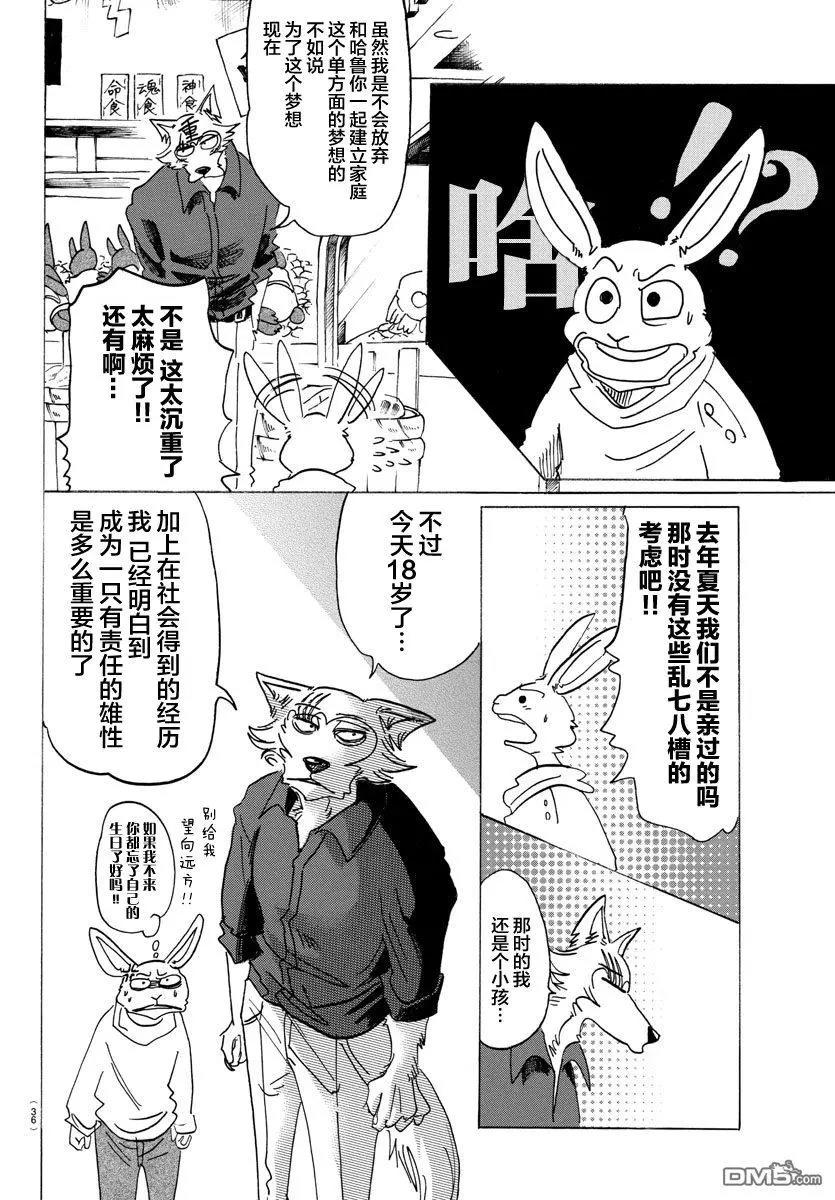 啥
!?
虽然我是不会放弃
和哈鲁你一起建立家庭
这个单方面的梦想的
不如说
为了这个梦想
现在
神食
魂食
命食
重
不是 这太沉重了
太麻烦了!!
还有啊…
去年夏天我们不是亲过的吗
那时没有这些乱七八槽的
考虑吧!!
那时的我
还是个小孩…
不过
今天18岁了…
加上在社会得到的经历
我 已经明白到
成为一只有责任的雄性
是多么重要的了
别给我
望向远方!!
如果我不来
你都忘了自己的
生日了好吗!!
(36)
DM5.com